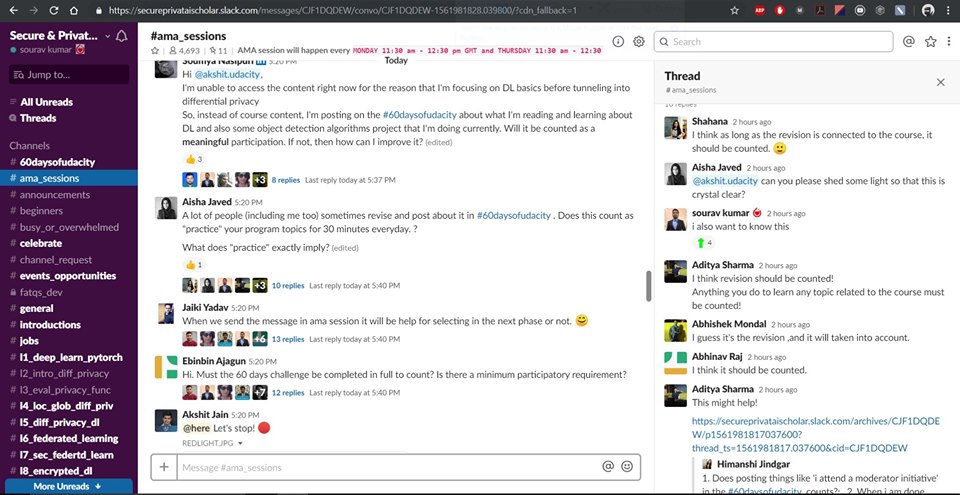 https://secureprivataischolar.slack.com/messages/CJF1DQDEW/convo/CJF1DQDEW-1561981828.039800/?cdn_fallback=1
Secure & Privat...
sourav kumar
Jump to...
All Unreads
Threads
Channels
# 60daysofudacity
# ama_sessions
# announcements
# beginners
# busy_or_overwhelmed
# celebrate
# channel_request
# events_opportunities
fatqs_dev
# general
# introductions
# jobs
# l1_deep_learn_pytorch
# l2_intro_diff_privacy
# l3_eval_privacy_func
# l4_loc_glob_diff_priv
# l5_diff_privacy_dl
# l6_federated_learning
# l7_sec_federtd_learn
# l8_encrypted_dl
More Unreads
#ama_sessions
4,693 | 11 | AMA session will happen every MONDAY 11:30 am - 12:30 pm GMT and THURSDAY 11:30 am - 12:30
Search
Today
Soumya Nasipuri 5:20 PM
Hi @akshit.udacity,
I'm unable to access the content right now for the reason that I'm focusing on DL basics before tunneling into
differential privacy
So, instead of course content, I'm posting on the #60daysofudacity about what I'm reading and learning about
DL and also some object detection algorithms project that I'm doing currently. Will it be counted as a
meaningful participation. If not, then how can I improve it? (edited)
3
+3 8 replies Last reply today at 5:37 PM
Aisha Javed 5:20 PM
A lot of people (including me too) sometimes revise and post about it in #60daysofudacity . Does this count as
"practice" your program topics for 30 minutes everyday. ?
What does "practice" exactly imply? (edited)
1
+3 10 replies Last reply today at 5:40 PM
Jaiki Yadav 5:20 PM
When we send the message in ama session it will be help for selecting in the next phase or not.
+6 13 replies Last reply today at 5:40 PM
Ebinbin Ajagun 5:20 PM
Hi. Must the 60 days challenge be completed in full to count? Is there a minimum participatory requirement?
+7 12 replies Last reply today at 5:40 PM
Akshit Jain 5:20 PM
@here Let's stop!
REDLIGHT.JPG
Message #ama_sessions
Thread
# ama_sessions
10 replies
Shahana 2 hours ago
I think as long as the revision is connected to the course, it
should be counted.
Aisha Javed 2 hours ago
@akshit.udacity can you please shed some light so that this is
crystal clear?
sourav kumar 2 hours ago
i also want to know this
4
Aditya Sharma 2 hours ago
I think revision should be counted!
Anything you do to learn any topic related to the course must
be counted!
Abhishek Mondal 2 hours ago
I guess it's the revision ,and it will taken into account.
Abhinav Raj 2 hours ago
I think it should be counted.
Aditya Sharma 2 hours ago
This might help!
https://secureprivataischolar.slack.com/archives/CJF1DQDE
W/p1561981817037600?
thread_ts=1561981817.037600&cid=CJF1DQDEW
Himanshi Jindgar
1. Does posting things like 'i attend a moderator initiative'
in the #60daysofudacity counts?; 2. When i am done